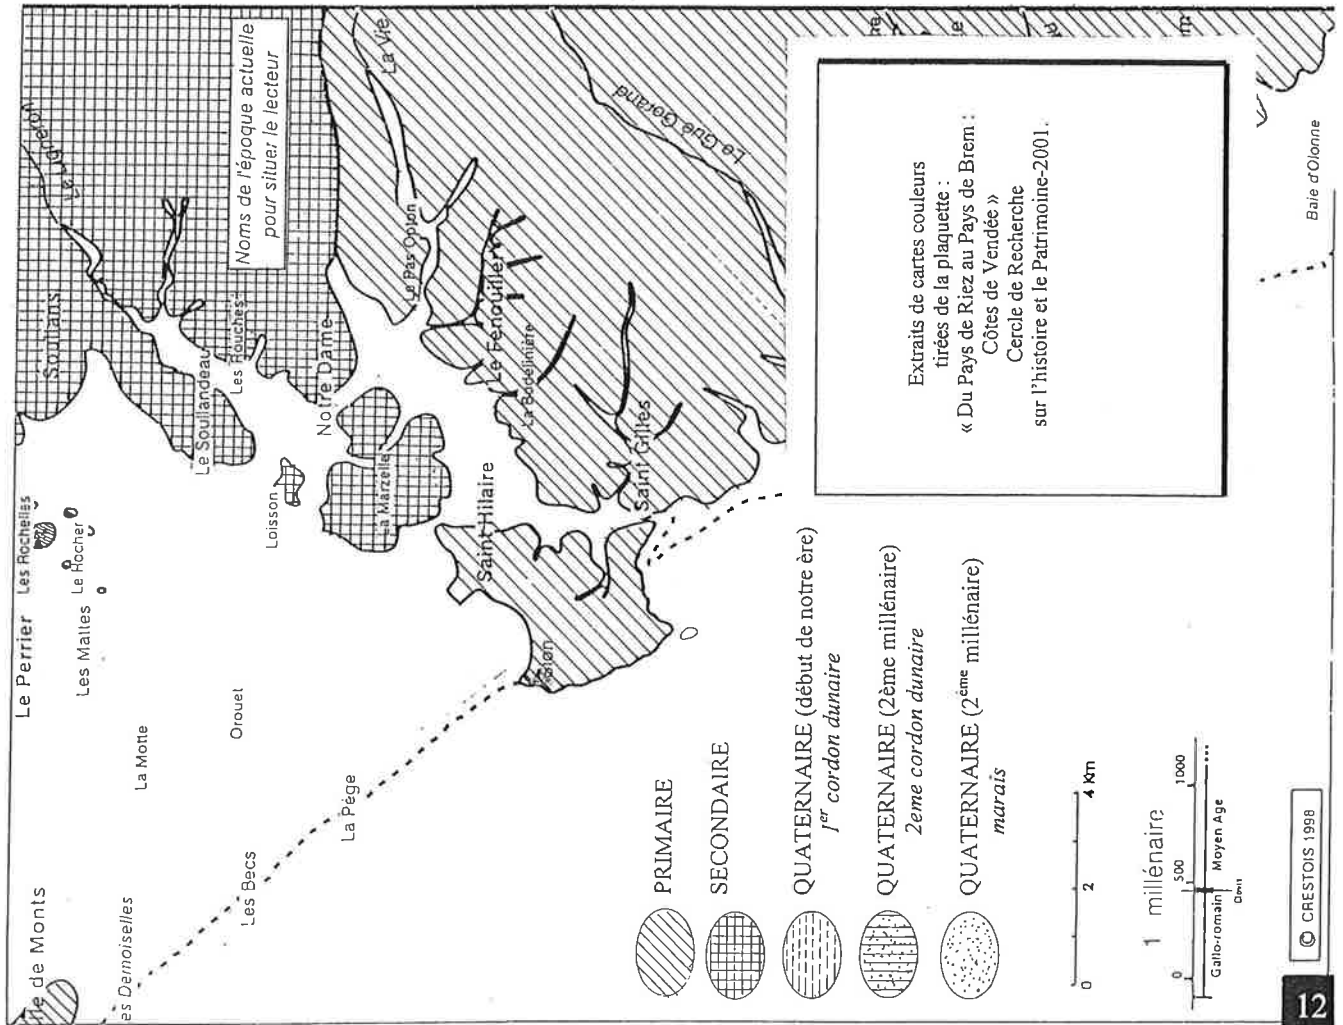 Le Perrier
Les Rochelles
Le Rocher
Les Mattes
La Motte
Orouet
Île de Monts
es Demoiselles
Les Becs
La Pége
Soullans
Le Ligneron
Le Soullandeau
Les Rouches
Noms de l'époque actuelle
pour situer le lecteur
Notre Dame
Loisson
La Marzelle
La Vie
Le Pas Opton
Le Fenouiller
La Bodelinière
Le Gué Gorand
Saint Hilaire
Saint Gilles
Baie d'Olonne
Extraits de cartes couleurs
tirées de la plaquette :
« Du Pays de Riez au Pays de Brem :
Côtes de Vendée »
Cercle de Recherche
sur l'histoire et le Patrimoine-2001.
PRIMAIRE
SECONDAIRE
QUATERNAIRE (début de notre ère)
1er cordon dunaire
QUATERNAIRE (2ème millénaire)
2eme cordon dunaire
QUATERNAIRE (2ème millénaire)
marais
0 2 4 Km
1 millénaire
0 500 1000
Gallo-romain Moyen Age
© CRESTOIS 1998
12